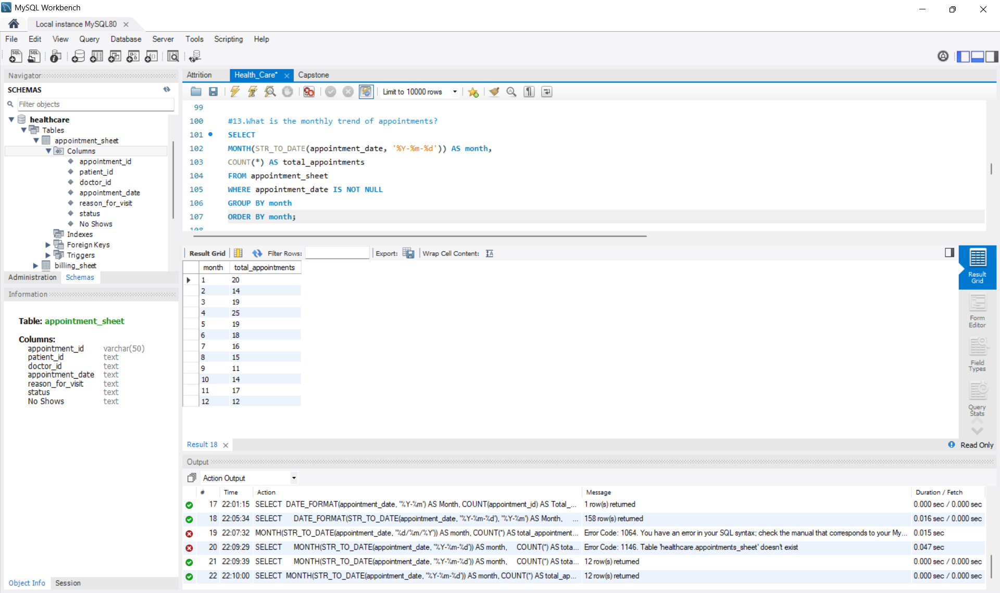 MySQL Workbench
Local instance MySQL80
File Edit View Query Database Server Tools Scripting Help
Navigator
SCHEMAS
Filter objects
healthcare
Tables
appointment_sheet
Columns
appointment_id
patient_id
doctor_id
appointment_date
reason_for_visit
status
No Shows
Indexes
Foreign Keys
Triggers
billing_sheet
Administration Schemas
Information
Table: appointment_sheet
Columns:
appointment_id varchar(50)
patient_id text
doctor_id text
appointment_date text
reason_for_visit text
status text
No Shows text
Object Info Session
Attrition Health_Care* Capstone
Limit to 10000 rows
99
100 #13.What is the monthly trend of appointments?
101 SELECT
102 MONTH(STR_TO_DATE(appointment_date, '%Y-%m-%d')) AS month,
103 COUNT(*) AS total_appointments
104 FROM appointment_sheet
105 WHERE appointment_date IS NOT NULL
106 GROUP BY month
107 ORDER BY month;
108
Result Grid Filter Rows: Export: Wrap Cell Content:
month total_appointments
1 20
2 14
3 19
4 25
5 19
6 18
7 16
8 15
9 11
10 14
11 17
12 12
Result Grid
Form Editor
Field Types
Query Stats
Result 18
Read Only
Output
Action Output
# Time Action Message Duration / Fetch
17 22:01:15 SELECT DATE_FORMAT(appointment_date, '%Y-%m') AS Month, COUNT(appointment_id) AS Total_... 1 row(s) returned 0.000 sec / 0.000 sec
18 22:05:34 SELECT DATE_FORMAT(STR_TO_DATE(appointment_date, '%Y-%m-%d'), '%Y-%m') AS Month, ... 158 row(s) returned 0.016 sec / 0.000 sec
19 22:07:32 MONTH(STR_TO_DATE(appointment_date, '%d/%m/%Y')) AS month, COUNT(*) AS total_appointment... Error Code: 1064. You have an error in your SQL syntax; check the manual that corresponds to your My... 0.015 sec
20 22:09:29 SELECT MONTH(STR_TO_DATE(appointment_date, '%Y-%m-%d')) AS month, COUNT(*) AS tota... Error Code: 1146. Table 'healthcare.appointments_sheet' doesn't exist 0.047 sec
21 22:09:39 SELECT MONTH(STR_TO_DATE(appointment_date, '%Y-%m-%d')) AS month, COUNT(*) AS tota... 12 row(s) returned 0.000 sec / 0.000 sec
22 22:10:00 SELECT MONTH(STR_TO_DATE(appointment_date, '%Y-%m-%d')) AS month, COUNT(*) AS total_ap... 12 row(s) returned 0.000 sec / 0.000 sec